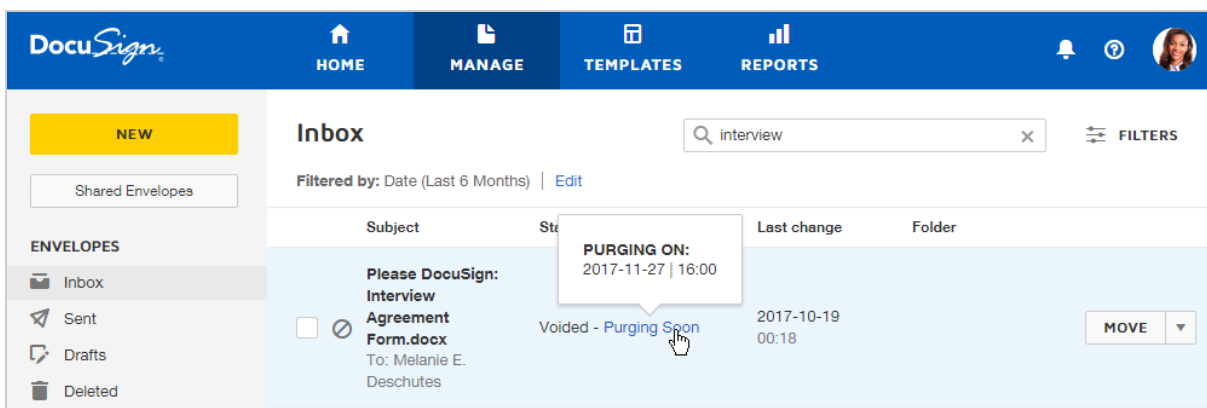 DocuSign
HOME
MANAGE
TEMPLATES
REPORTS
NEW
Shared Envelopes
ENVELOPES
Inbox
Sent
Drafts
Deleted
Inbox
interview
FILTERS
Filtered by: Date (Last 6 Months) | Edit
Subject
Sta
Last change
Folder
PURGING ON:
2017-11-27 | 16:00
Please DocuSign:
Interview
Agreement
Form.docx
To: Melanie E.
Deschutes
Voided - Purging Soon
2017-10-19
00:18
MOVE